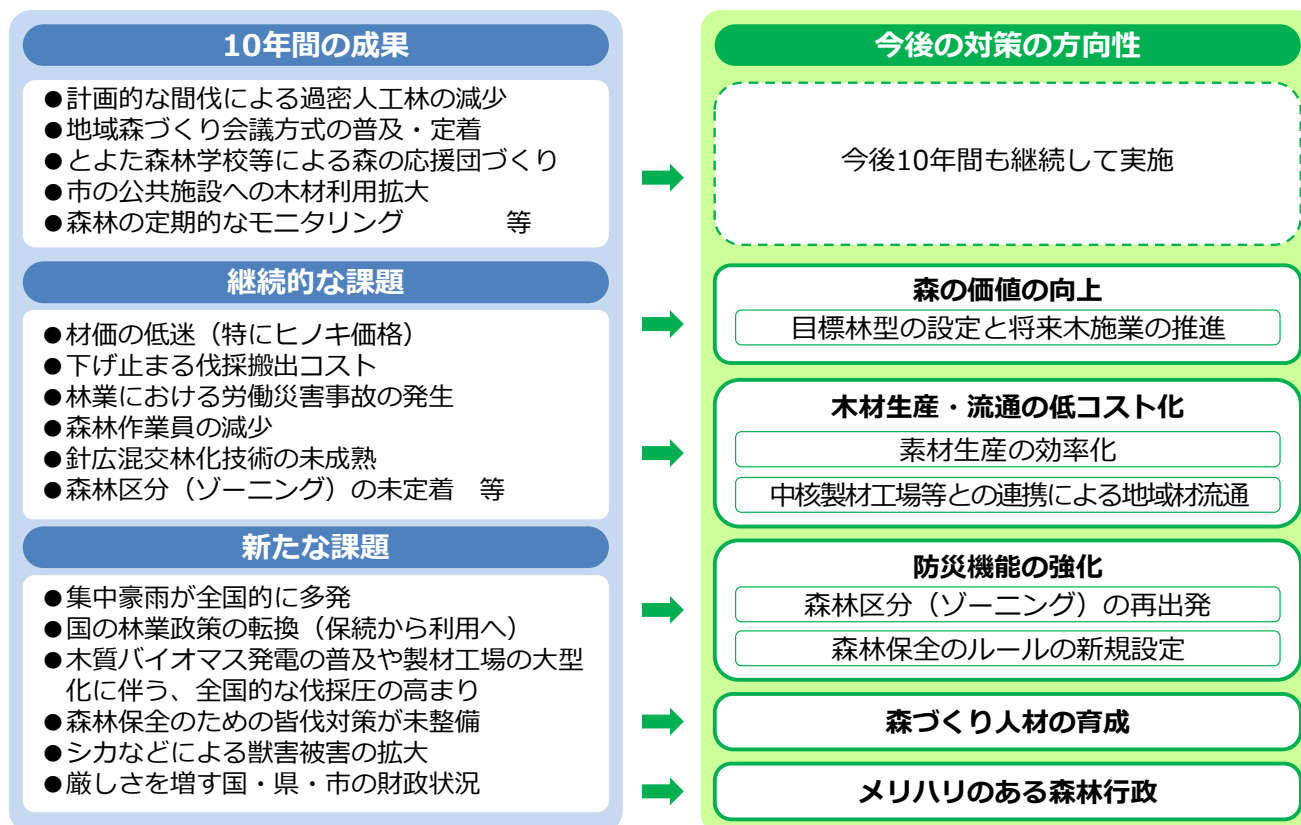 10年間の成果
●計画的な間伐による過密人工林の減少
●地域森づくり会議方式の普及・定着
●とよた森林学校等による森の応援団づくり
●市の公共施設への木材利用拡大
●森林の定期的なモニタリング　　　　等
継続的な課題
●材価の低迷（特にヒノキ価格）
●下げ止まる伐採搬出コスト
●林業における労働災害事故の発生
●森林作業員の減少
●針広混交林化技術の未成熟
●森林区分（ゾーニング）の未定着　等
新たな課題
●集中豪雨が全国的に多発
●国の林業政策の転換（保続から利用へ）
●木質バイオマス発電の普及や製材工場の大型
化に伴う、全国的な伐採圧の高まり
●森林保全のための皆伐対策が未整備
●シカなどによる獣害被害の拡大
●厳しさを増す国・県・市の財政状況
今後の対策の方向性
今後10年間も継続して実施
森の価値の向上
目標林型の設定と将来木施業の推進
木材生産・流通の低コスト化
素材生産の効率化
中核製材工場等との連携による地域材流通
防災機能の強化
森林区分（ゾーニング）の再出発
森林保全のルールの新規設定
森づくり人材の育成
メリハリのある森林行政